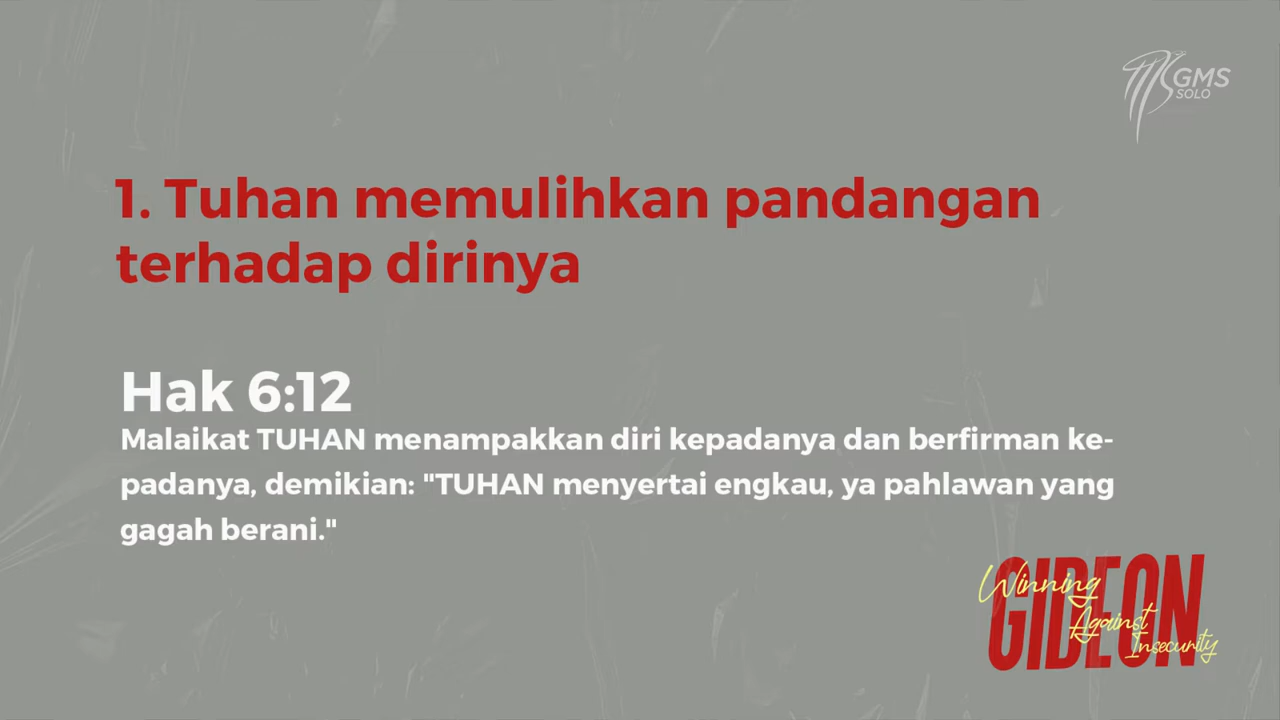 GMS
SOLO
1. Tuhan memulihkan pandangan
terhadap dirinya
Hak 6:12
Malaikat TUHAN menampakkan diri kepadanya dan berfirman ke-
padanya, demikian: "TUHAN menyertai engkau, ya pahlawan yang
gagah berani."
GIDEON
Winning
Against
Insecurity